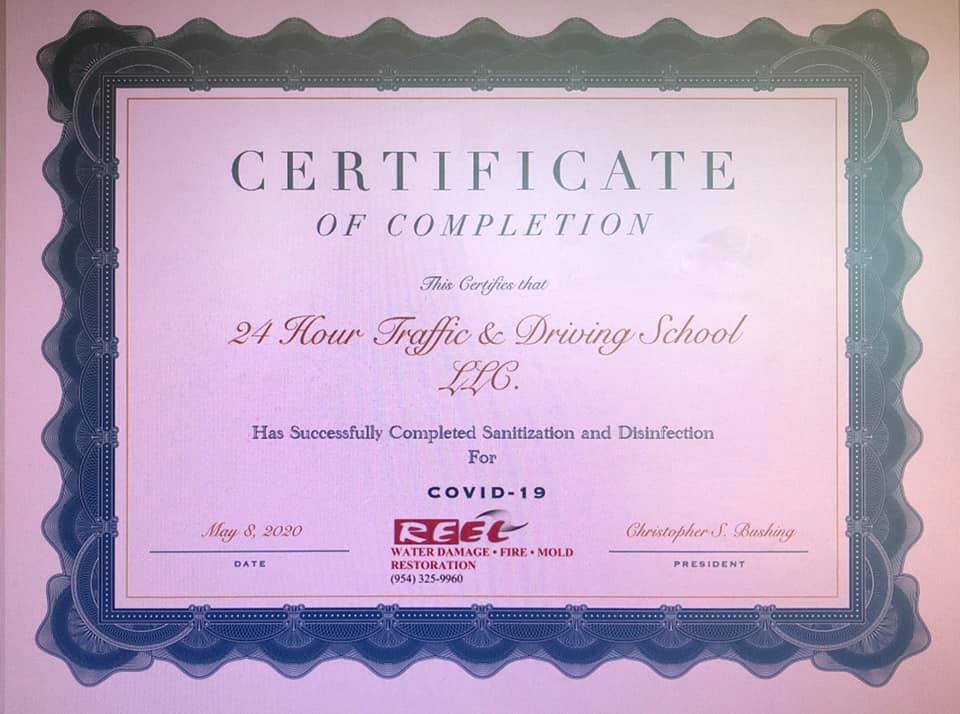 CERTIFICATE
OF COMPLETION
This Certifies that
24 Hour Traffic & Driving School
LLC.
Has Successfully Completed Sanitization and Disinfection
For
COVID-19
May 8, 2020
DATE
REEL
WATER DAMAGE • FIRE • MOLD
RESTORATION
(954) 325-9960
Christopher S. Bushing
PRESIDENT